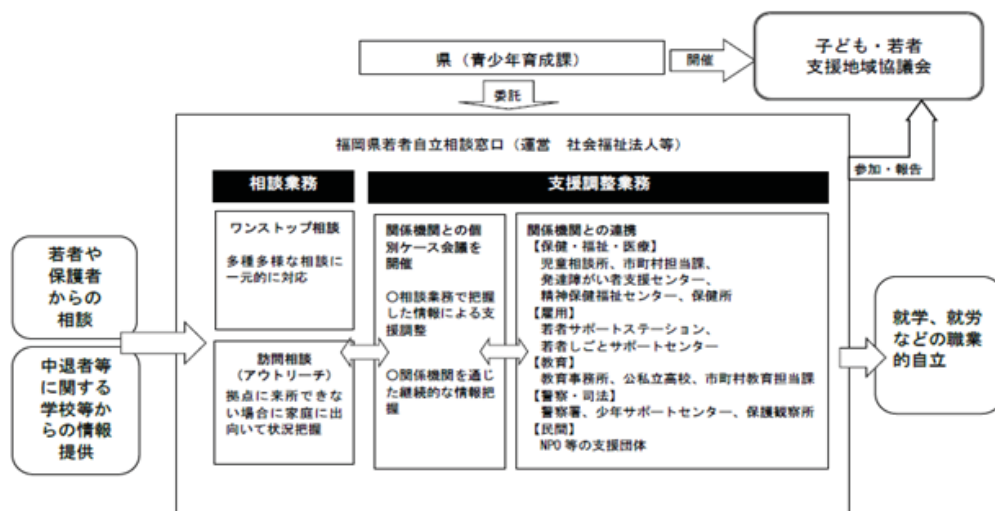 県（青少年育成課）
開催
子ども・若者
支援地域協議会
委託
福岡県若者自立相談窓口（運営　社会福祉法人等）
参加・報告
相談業務
支援調整業務
若者や
保護者
からの
相談
中退者等
に関する
学校等か
らの情報
提供
ワンストップ相談
多種多様な相談に
一元的に対応
訪問相談
（アウトリーチ）
拠点に来所できな
い場合に家庭に出
向いて状況把握
関係機関との個
別ケース会議を
開催
○相談業務で把握
した情報による支
援調整
○関係機関を通じ
た継続的な情報把
握
関係機関との連携
【保健・福祉・医療】
児童相談所、市町村担当課、
発達障がい者支援センター、
精神保健福祉センター、保健所
【雇用】
若者サポートステーション、
若者しごとサポートセンター
【教育】
教育事務所、公私立高校、市町村教育担当課
【警察・司法】
警察署、少年サポートセンター、保護観察所
【民間】
NPO等の支援団体
就学、就労
などの職業
的自立